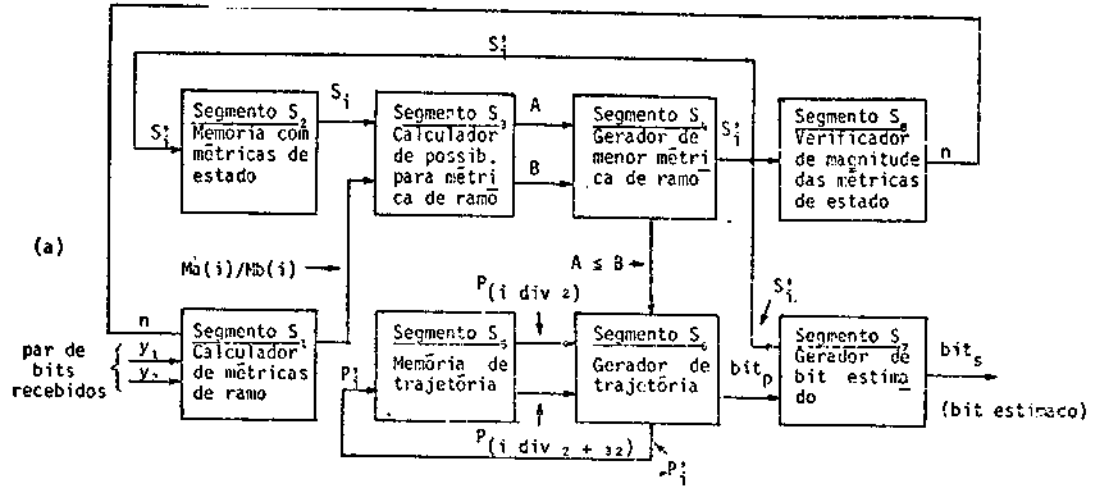 S'i
Segmento S2
Memória com
métricas de
estado
S'i
Si
Segmento S3
Calculador
de possib.
para métri
ca de ramo
A
B
Segmento S4
Gerador de
menor métri
ca de ramo
S'i
Segmento S8
Verificador
de magnitude
das métricas
de estado
n
(a)
Ma(i)/Mb(i)
A ≤ B
P(i div 2)
S'i
n
par de
bits
recebidos
y1
y2
Segmento S1
Calculador
de métricas
de ramo
P'i
Segmento S5
Memória de
trajetória
Segmento S6
Gerador de
trajetória
bitp
Segmento S7
Gerador de
bit estima
do
bits
(bit estimaco)
P(i div 2 + 32)
P'i